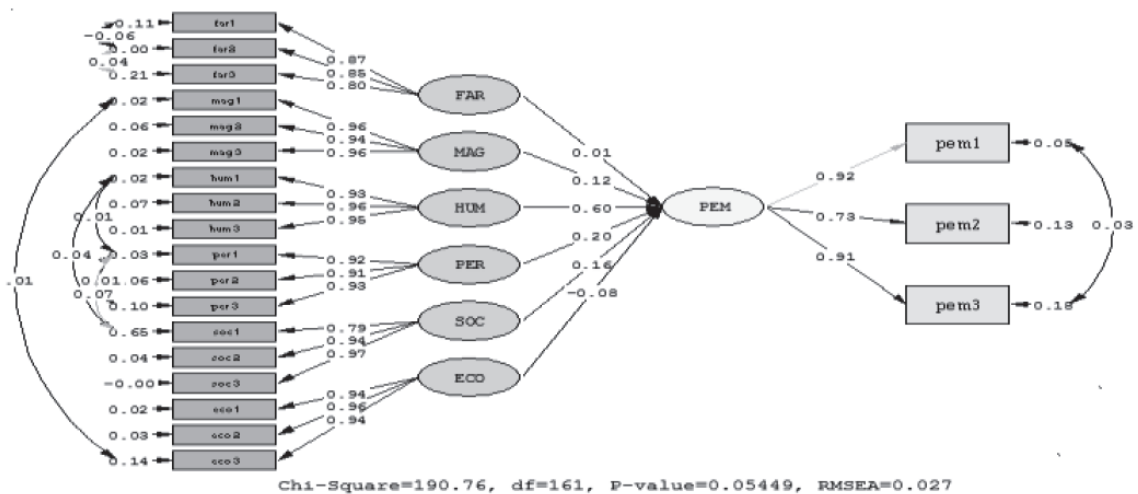 -0.11 far1
-0.06
0.00 far2
0.04
0.21 far3
0.02 mag1
0.06 mag2
0.02 mag3
0.02 hum1
0.07 hum2
0.01 hum3
0.01
0.04
0.03 per1
0.06 per2
0.01
0.07
.01
0.10 per3
0.65 soc1
0.04 soc2
-0.00 soc3
0.02 eco1
0.03 eco2
0.14 eco3
0.87
0.85
0.80
FAR
0.96
0.94
0.96
MAG
0.93
0.96
0.95
HUM
0.92
0.91
0.93
PER
0.79
0.94
0.97
SOC
0.94
0.96
0.94
ECO
0.01
0.12
0.60
0.20
0.16
-0.08
PEM
0.92
0.73
0.91
pem1 0.05
pem2 0.13
pem3
0.03
Chi-Square=190.76, df=161, P-value=0.05449, RMSEA=0.027